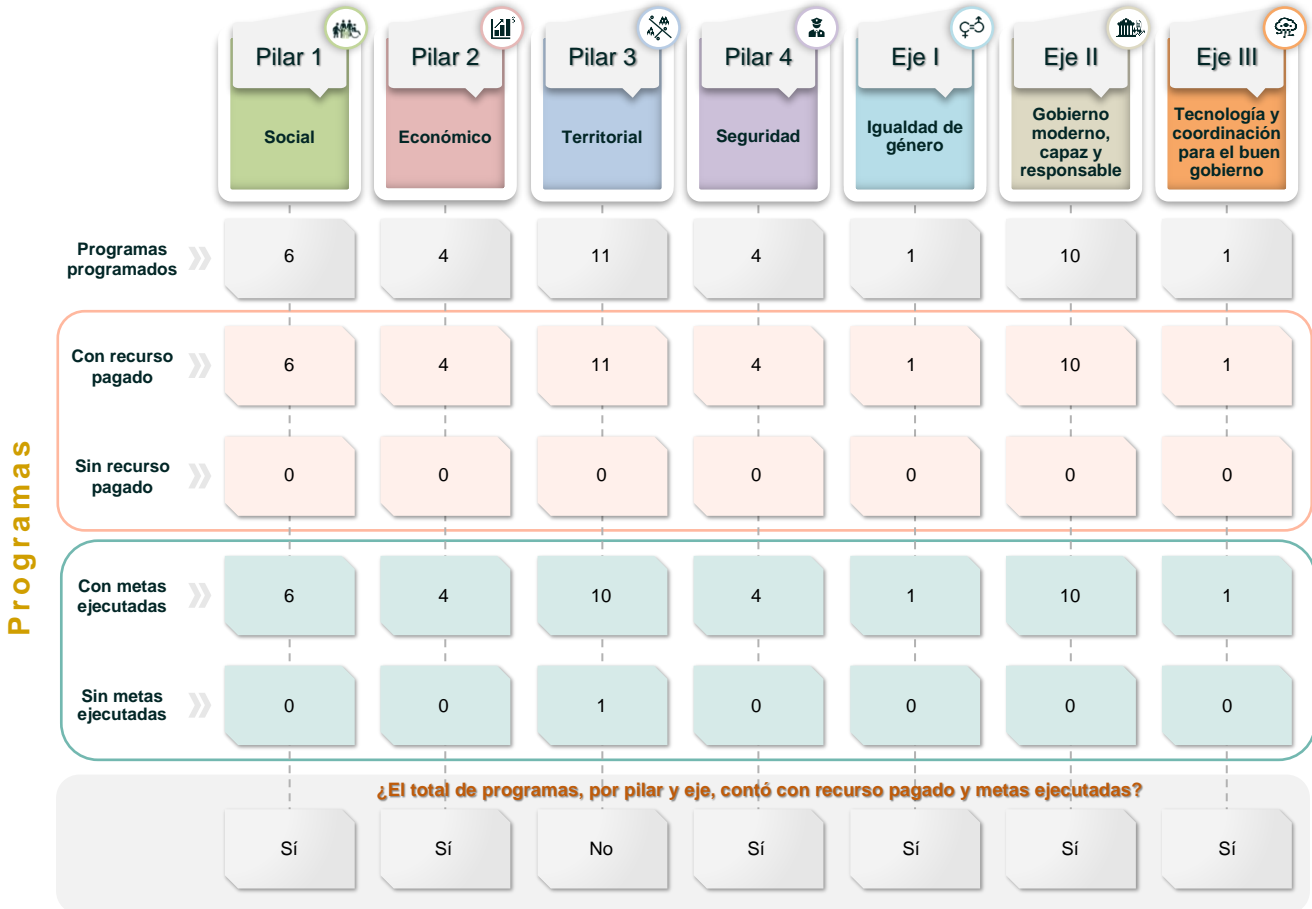 Pilar 1
Pilar 2
Pilar 3
Pilar 4
Eje I
Eje II
Eje III
Social
Económico
Territorial
Seguridad
Igualdad de
género
Gobierno
moderno,
capaz y
responsable
Tecnología y
coordinación
para el buen
gobierno
Programas
Programas
programados
6 4 11 4 1 10 1
Con recurso
pagado
6 4 11 4 1 10 1
Sin recurso
pagado
0 0 0 0 0 0 0
Con metas
ejecutadas
6 4 10 4 1 10 1
Sin metas
ejecutadas
0 0 1 0 0 0 0
¿El total de programas, por pilar y eje, contó con recurso pagado y metas ejecutadas?
Sí Sí No Sí Sí Sí Sí